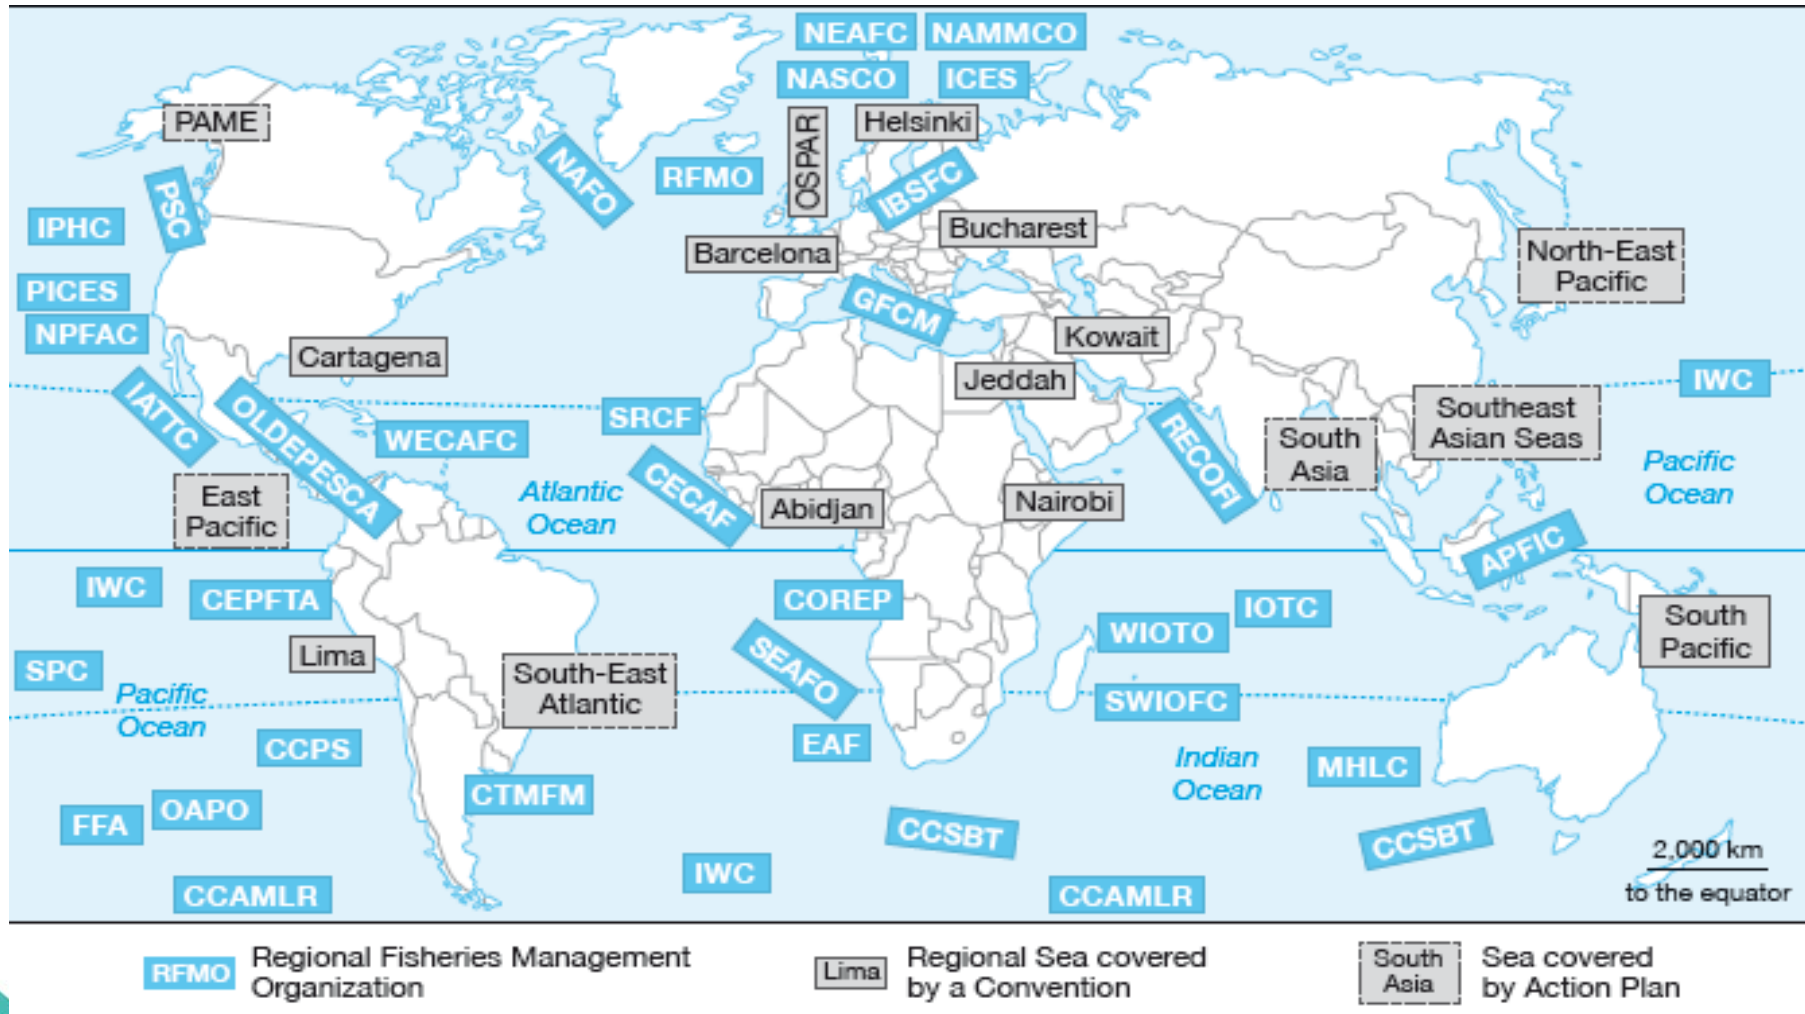 NEAFC
NAMMCO
NASCO
ICES
PAME
OSPAR
Helsinki
NAFO
RFMO
IBSFC
PSC
IPHC
Bucharest
Barcelona
North-East
Pacific
PICES
GFCM
NPFAC
Kowait
Cartagena
Jeddah
IWC
IATTC
OLDEPESCA
SRCF
WECAFC
RECOFI
South
Asia
Southeast
Asian Seas
Pacific
Ocean
CECAF
Atlantic
Ocean
East
Pacific
Abidjan
Nairobi
APFIC
IWC
CEPFTA
COREP
IOTC
WIOTO
South
Pacific
Lima
SPC
SEAFO
South-East
Atlantic
Pacific
Ocean
SWIOFC
CCPS
EAF
Indian
Ocean
MHLC
CTMFM
OAPO
FFA
CCSBT
CCSBT
2,000 km
to the equator
IWC
CCAMLR
CCAMLR
RFMO
Regional Fisheries Management
Organization
Lima
Regional Sea covered
by a Convention
South
Asia
Sea covered
by Action Plan